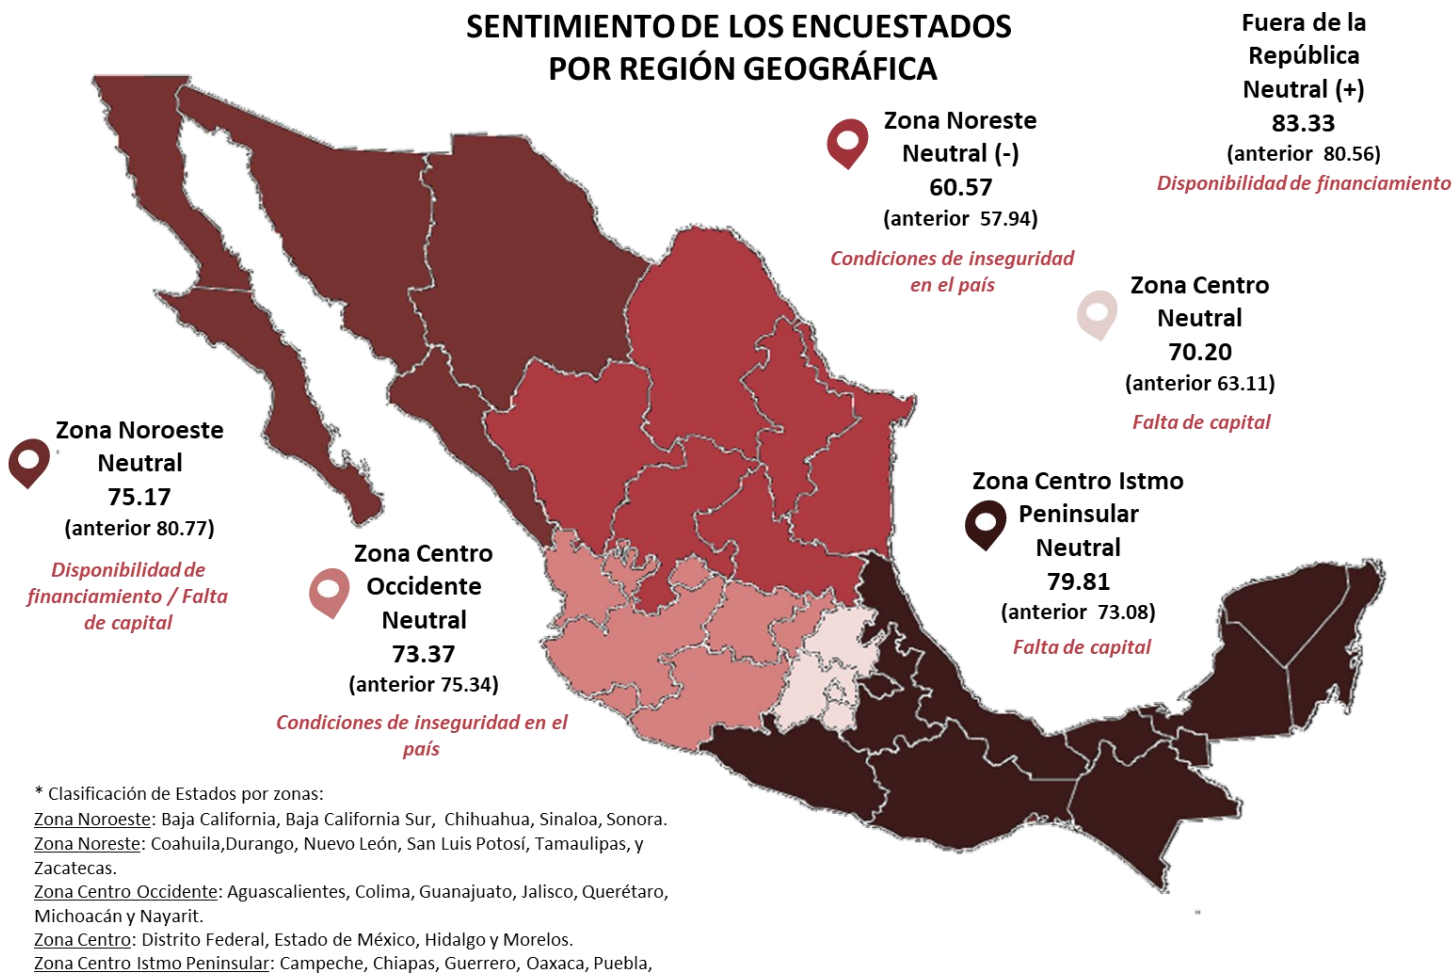 SENTIMIENTO DE LOS ENCUESTADOS
POR REGIÓN GEOGRÁFICA
Fuera de la
República
Neutral (+)
83.33
(anterior 80.56)
Disponibilidad de financiamiento
Zona Noreste
Neutral (-)
60.57
(anterior 57.94)
Condiciones de inseguridad
en el país
Zona Centro
Neutral
70.20
(anterior 63.11)
Falta de capital
Zona Noroeste
Neutral
75.17
(anterior 80.77)
Disponibilidad de
financiamiento / Falta
de capital
Zona Centro
Occidente
Neutral
73.37
(anterior 75.34)
Condiciones de inseguridad en el
país
Zona Centro Istmo
Peninsular
Neutral
79.81
(anterior 73.08)
Falta de capital
* Clasificación de Estados por zonas:
Zona Noroeste: Baja California, Baja California Sur, Chihuahua, Sinaloa, Sonora.
Zona Noreste: Coahuila,Durango, Nuevo León, San Luis Potosí, Tamaulipas, y
Zacatecas.
Zona Centro Occidente: Aguascalientes, Colima, Guanajuato, Jalisco, Querétaro,
Michoacán y Nayarit.
Zona Centro: Distrito Federal, Estado de México, Hidalgo y Morelos.
Zona Centro Istmo Peninsular: Campeche, Chiapas, Guerrero, Oaxaca, Puebla,